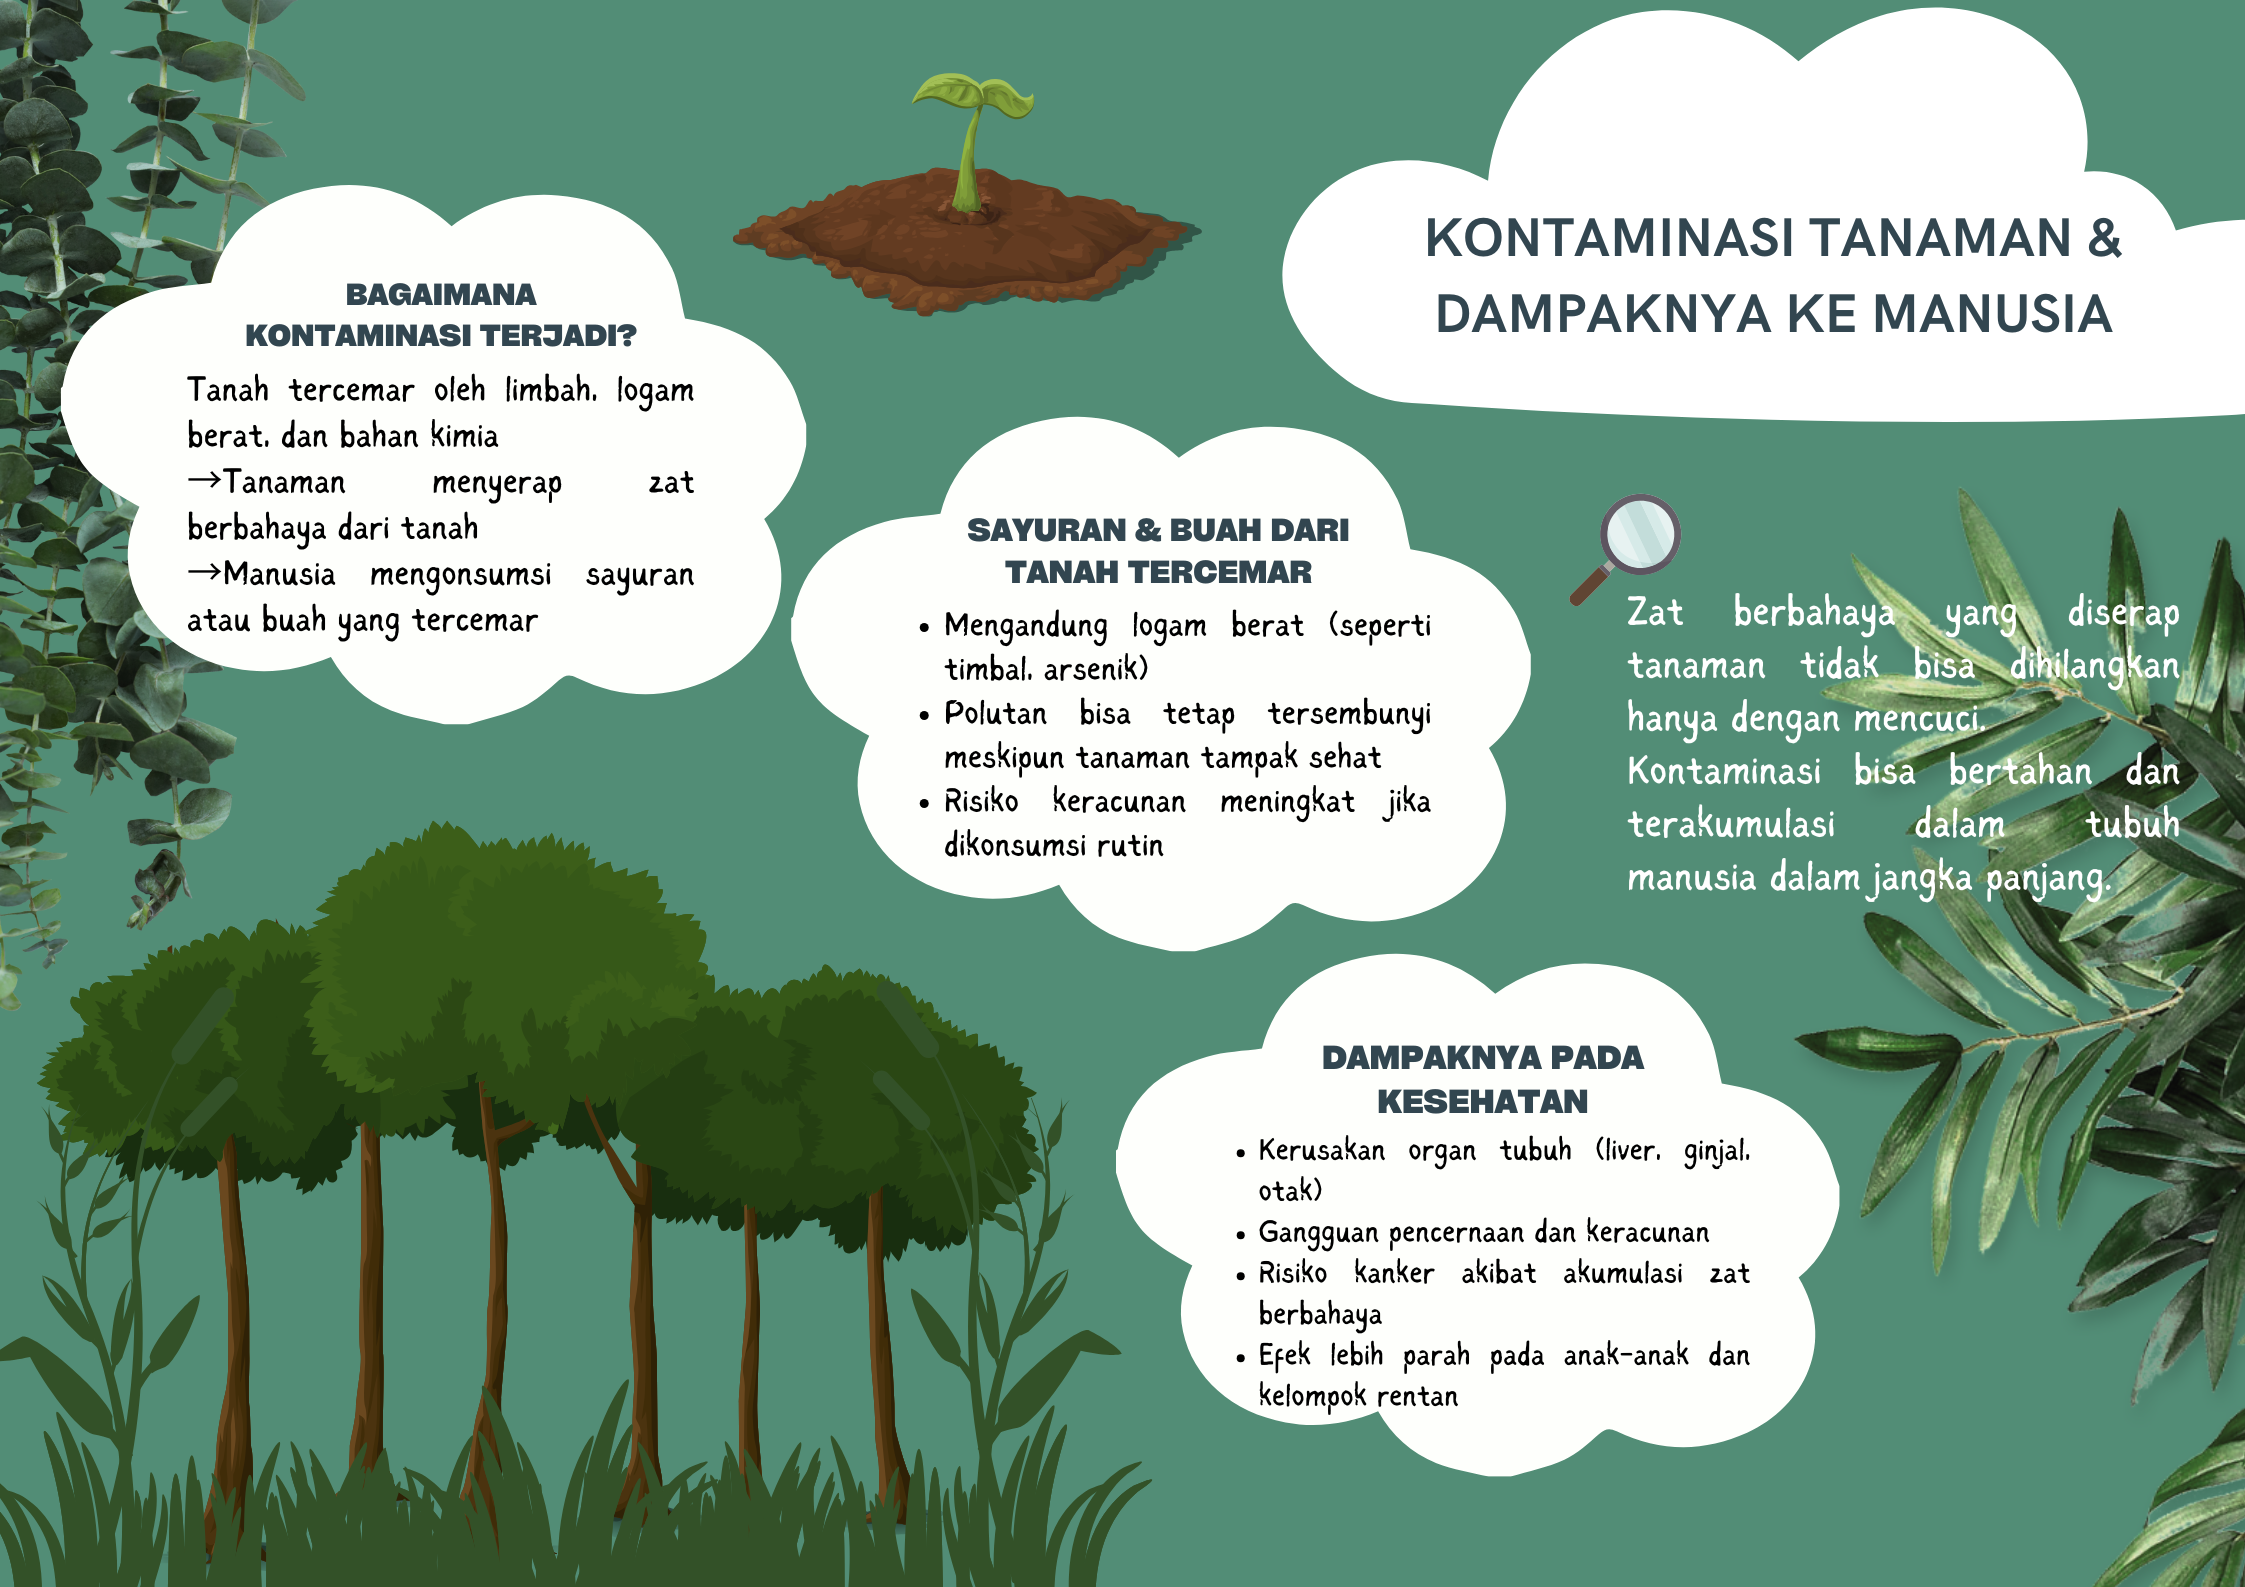 KONTAMINASI TANAMAN &
DAMPAKNYA KE MANUSIA
BAGAIMANA
KONTAMINASI TERJADI?
Tanah tercemar oleh limbah, logam
berat, dan bahan kimia
→Tanaman menyerap zat
berbahaya dari tanah
→Manusia mengonsumsi sayuran
atau buah yang tercemar
SAYURAN & BUAH DARI
TANAH TERCEMAR
• Mengandung logam berat (seperti
timbal, arsenik)
• Polutan bisa tetap tersembunyi
meskipun tanaman tampak sehat
• Risiko keracunan meningkat jika
dikonsumsi rutin
Zat berbahaya yang diserap
tanaman tidak bisa dihilangkan
hanya dengan mencuci.
Kontaminasi bisa bertahan dan
terakumulasi dalam tubuh
manusia dalam jangka panjang.
DAMPAKNYA PADA
KESEHATAN
• Kerusakan organ tubuh (liver, ginjal,
otak)
• Gangguan pencernaan dan keracunan
• Risiko kanker akibat akumulasi zat
berbahaya
• Efek lebih parah pada anak-anak dan
kelompok rentan